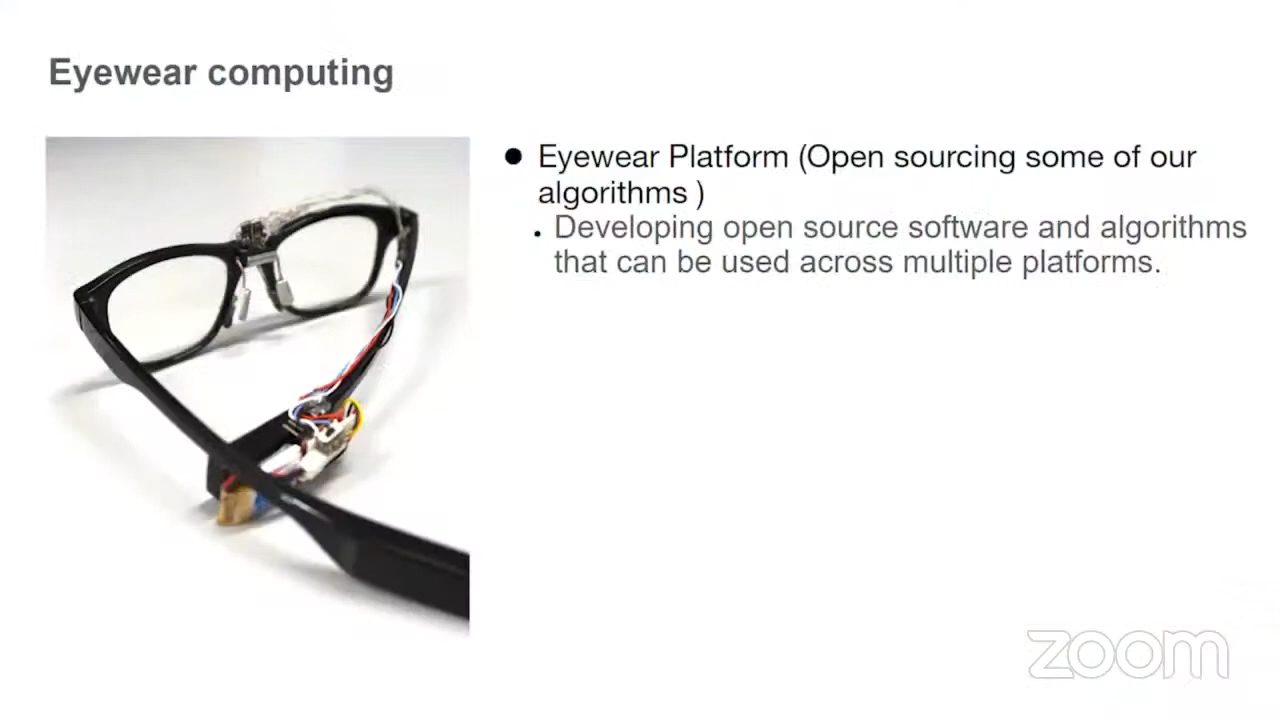 Eyewear computing
● Eyewear Platform (Open sourcing some of our
algorithms )
• Developing open source software and algorithms
that can be used across multiple platforms.
zoom